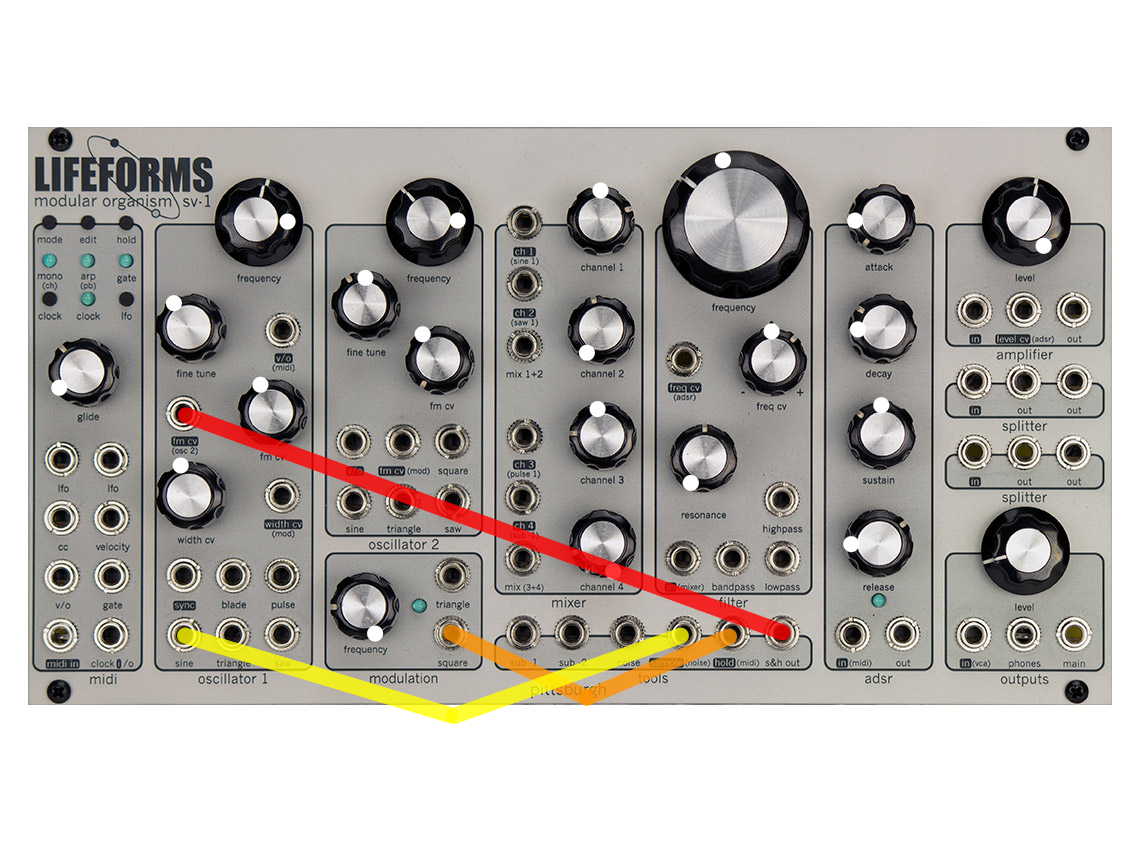 LIFEFORMS
modular organism sv·1
mode edit hold
mono arp gate
(ch) (pb)
clock clock lfo
glide
lfo lfo
cc velocity
v/o gate
midi in clock i/o
midi
frequency
fine tune
v/o
(midi)
fm cv
(osc 2)
fm cv
width cv
width cv
(mod)
sync blade pulse
sine triangle saw
oscillator 1
frequency
fine tune
fm cv
v/o fm cv (mod) square
sine triangle saw
oscillator 2
triangle
frequency
square
modulation
ch 1
(sine 1)
channel 1
ch 2
(saw 1)
mix 1+2
channel 2
ch 3
(pulse 1)
channel 3
ch 4
(sub 1)
mix (3+4)
channel 4
mixer
frequency
freq cv
(adsr)
- freq cv +
resonance
highpass
in (mixer) bandpass lowpass
filter
sub 1 sub 2 noise sample (noise) hold (midi) s&h out
tools
pittsburgh
attack
decay
sustain
release
in (midi) out
adsr
level
in level cv (adsr) out
amplifier
in out out
splitter
in out out
splitter
level
in (vca) phones main
outputs